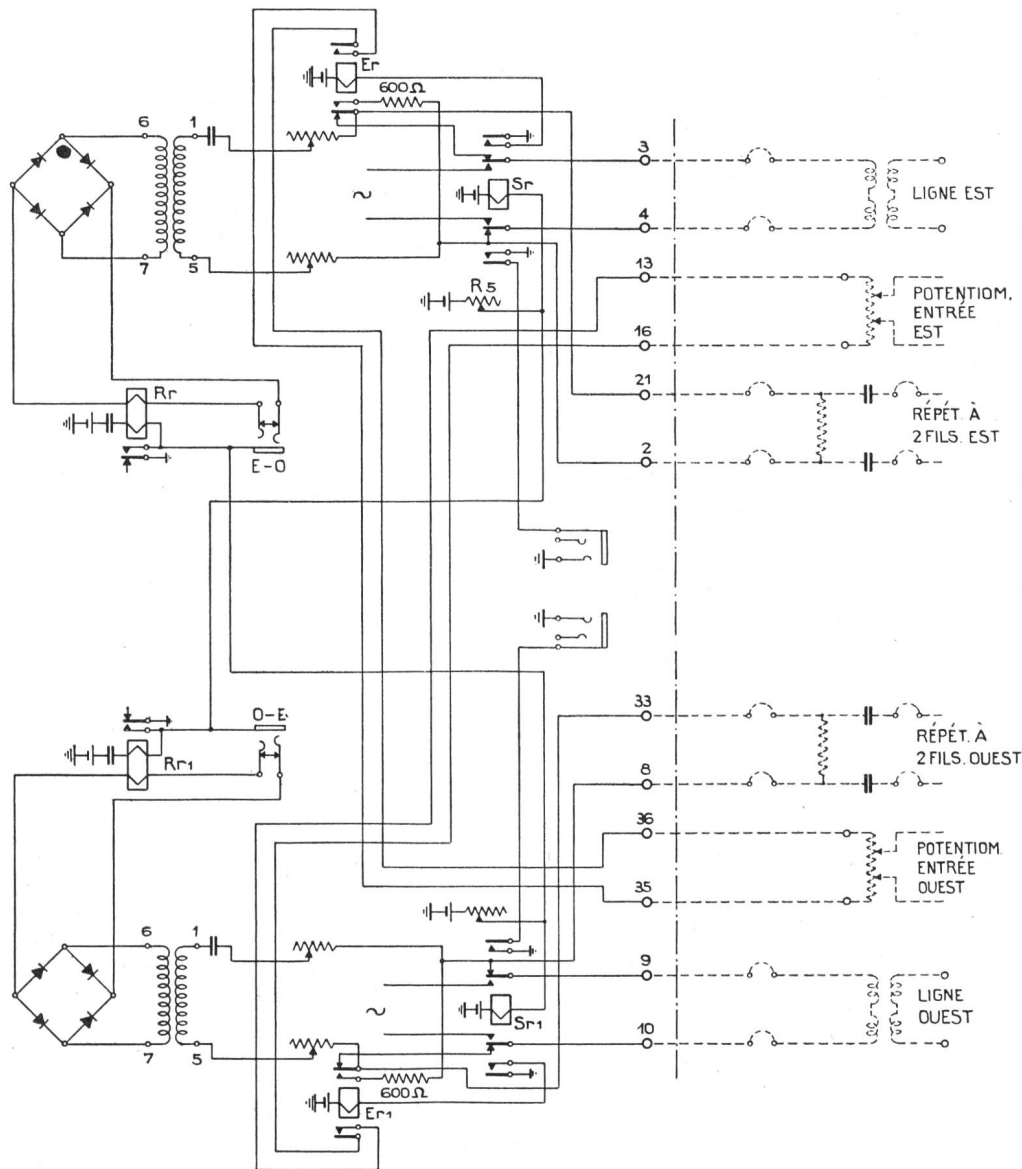 Er
600Ω
6
1
3
LIGNE EST
Sr
4
7
5
13
R5
POTENTIOM.
ENTRÉE
EST
16
Rr
21
RÉPÉT. À
2 FILS. EST
2
E-O
33
O-E
RÉPÉT. À
2 FILS. OUEST
Rr1
8
36
POTENTIOM.
ENTRÉE
OUEST
35
6
1
9
LIGNE
OUEST
Sr1
10
7
5
600Ω
Er1